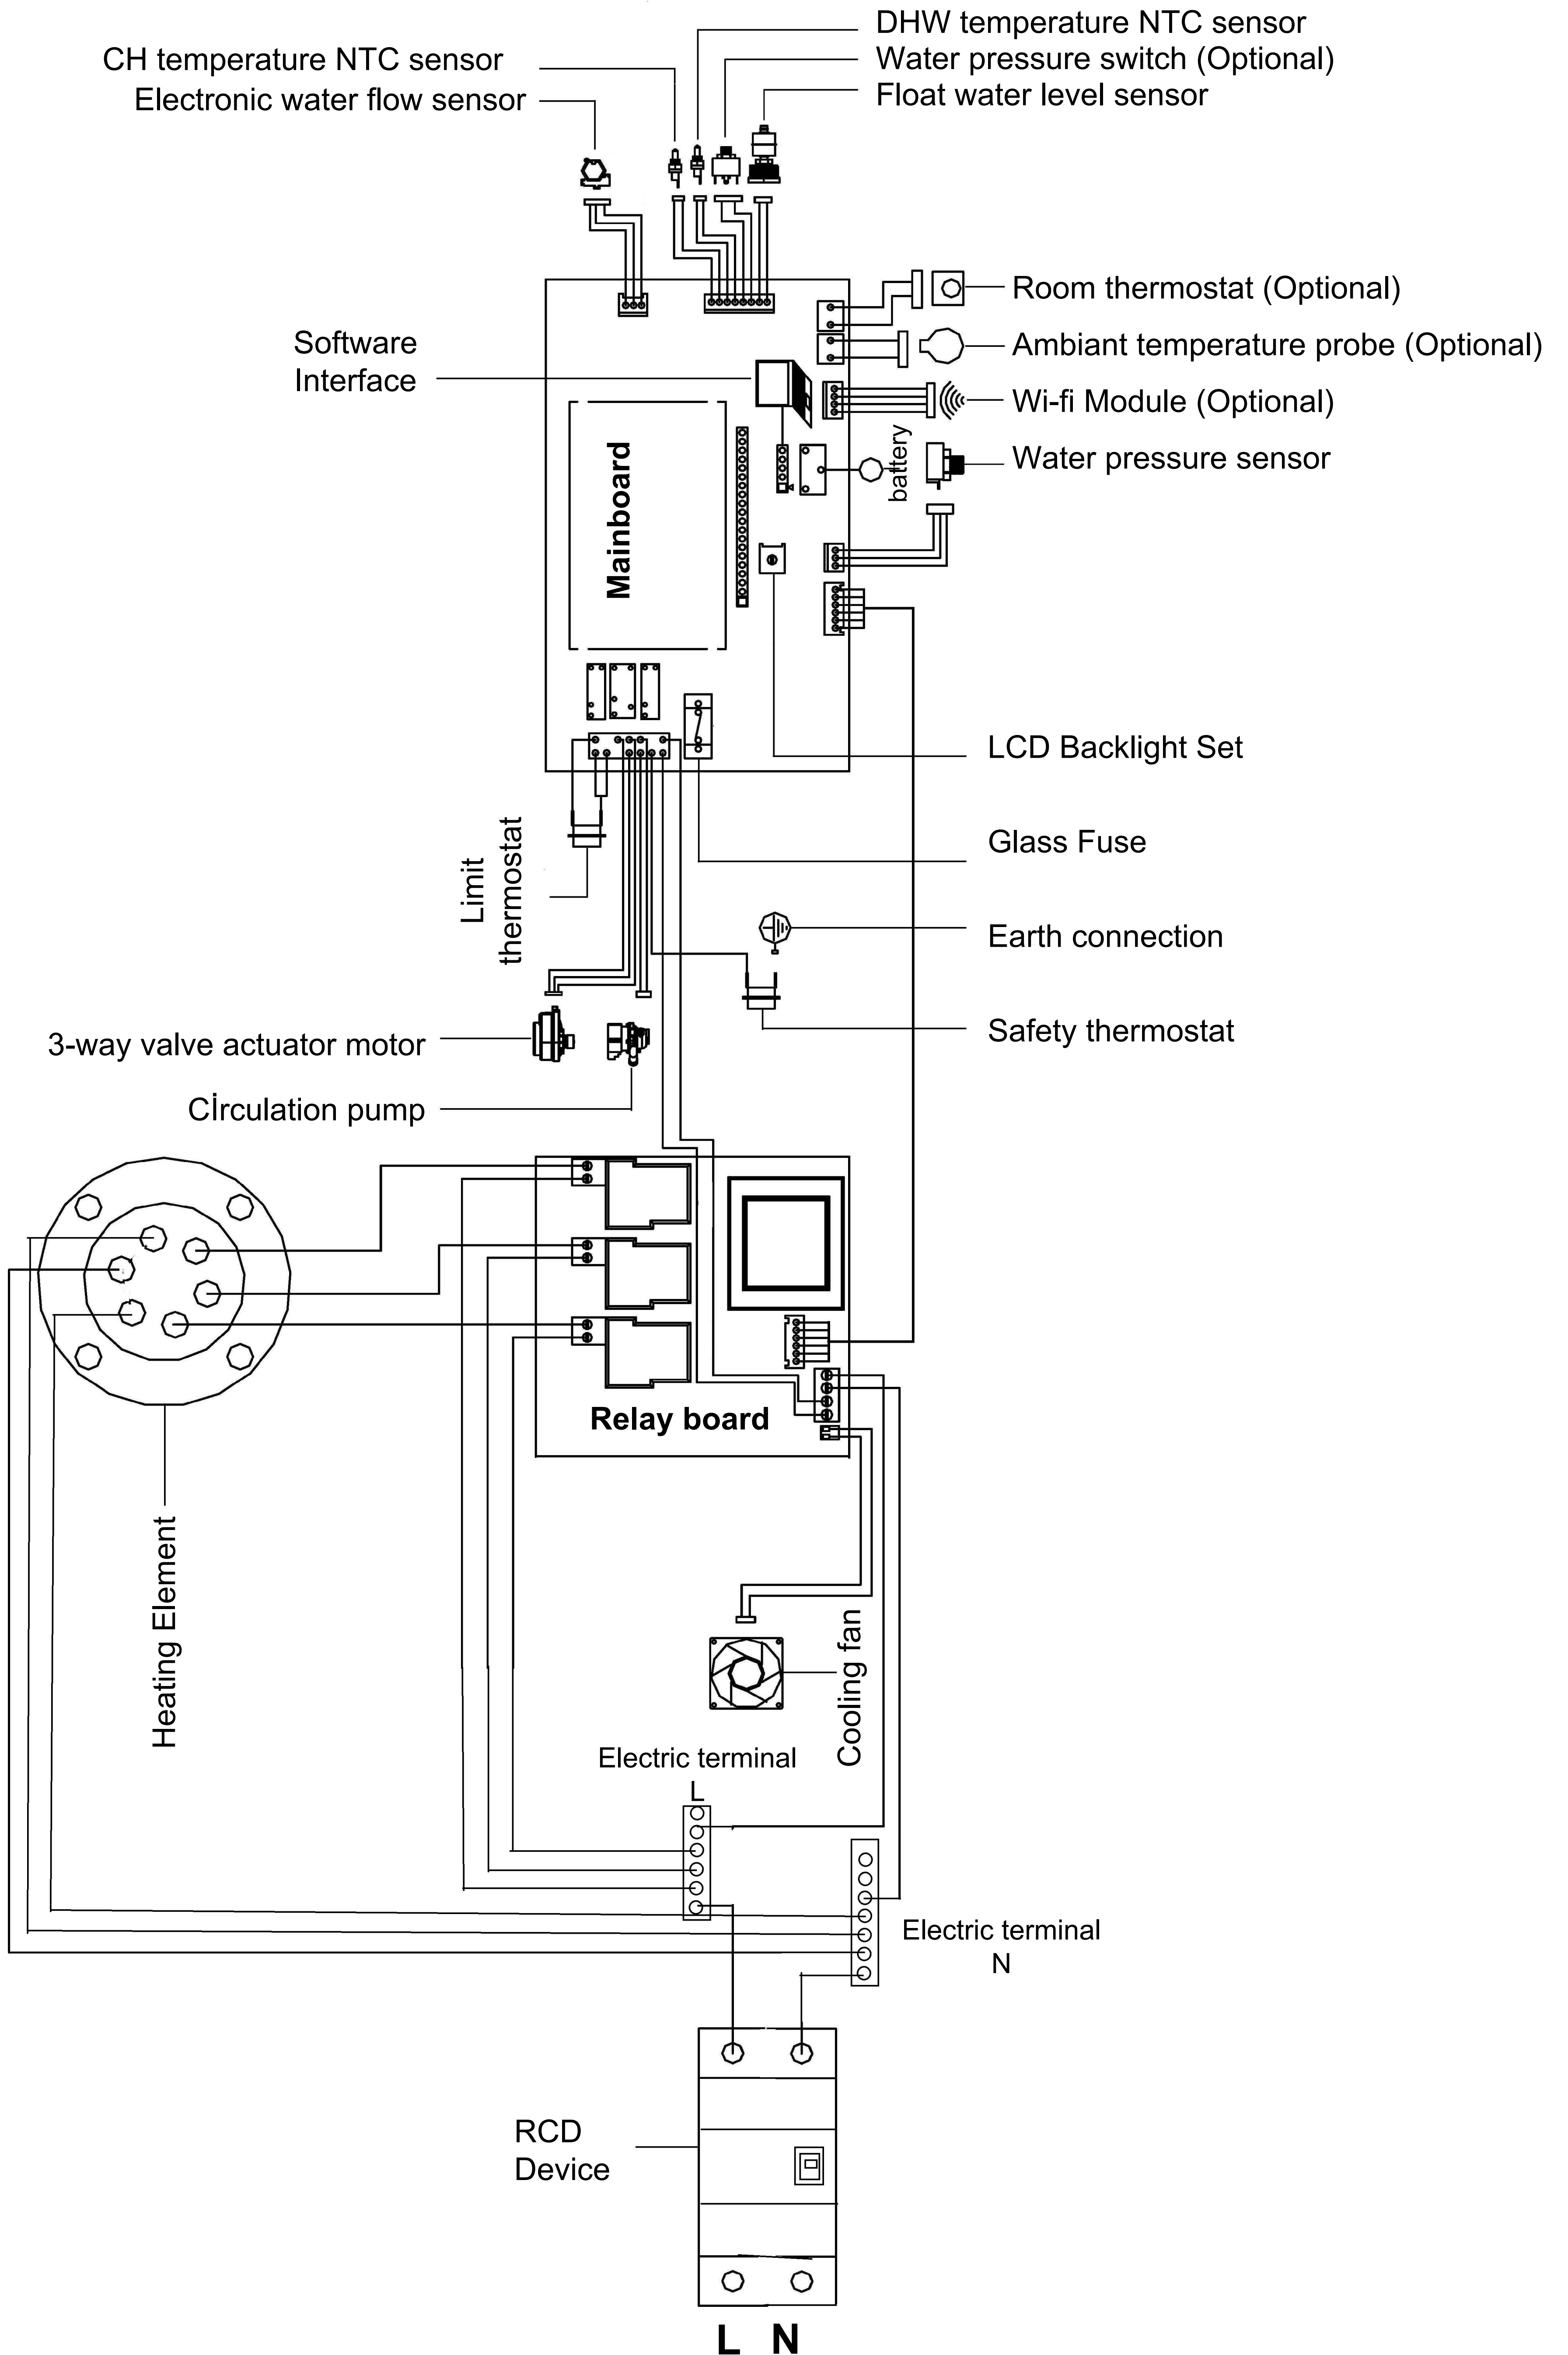 DHW temperature NTC sensor
CH temperature NTC sensor
Water pressure switch (Optional)
Electronic water flow sensor
Float water level sensor
Room thermostat (Optional)
Software
Interface
Ambiant temperature probe (Optional)
Wi-fi Module (Optional)
Mainboard
battery
Water pressure sensor
LCD Backlight Set
Glass Fuse
Limit
thermostat
Earth connection
Safety thermostat
3-way valve actuator motor
Cİrculation pump
Relay board
Heating Element
Cooling fan
Electric terminal
L
Electric terminal
N
RCD
Device
L N